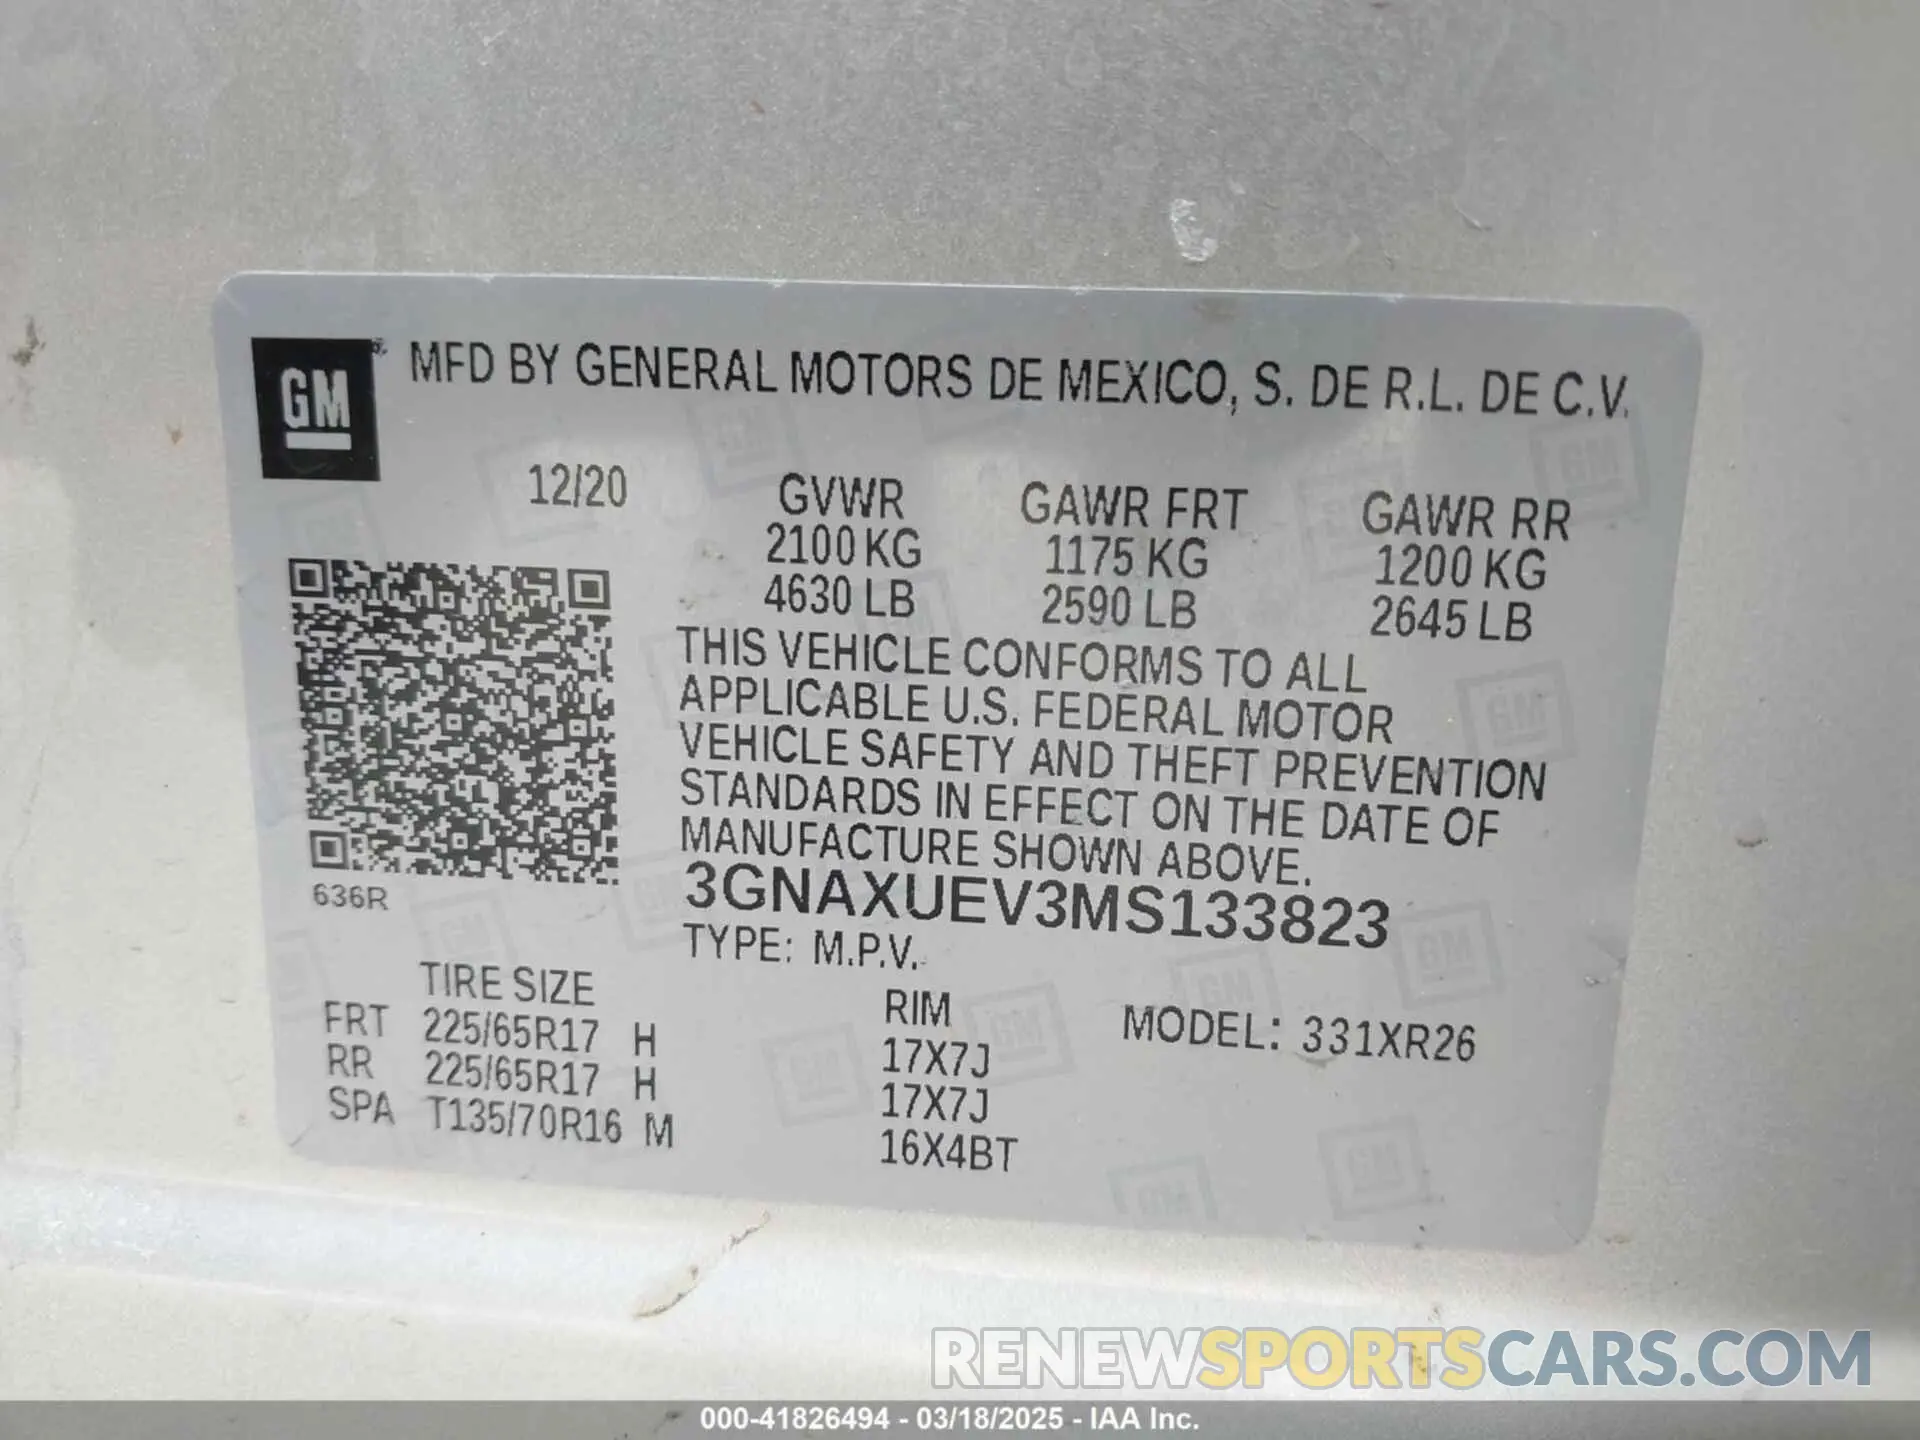 GM
MFD BY GENERAL MOTORS DE MEXICO, S. DE R.L. DE C.V.
12/20
GVWR GAWR FRT GAWR RR
2100 KG 1175 KG 1200 KG
4630 LB 2590 LB 2645 LB
THIS VEHICLE CONFORMS TO ALL
APPLICABLE U.S. FEDERAL MOTOR
VEHICLE SAFETY AND THEFT PREVENTION
STANDARDS IN EFFECT ON THE DATE OF
MANUFACTURE SHOWN ABOVE.
636R
3GNAXUEV3MS133823
TYPE: M.P.V.
TIRE SIZE RIM MODEL: 331XR26
FRT 225/65R17 H 17X7J
RR 225/65R17 H 17X7J
SPA T135/70R16 M 16X4BT
RENEWSPORTSCARS.COM
000-41826494 - 03/18/2025 - IAA Inc.